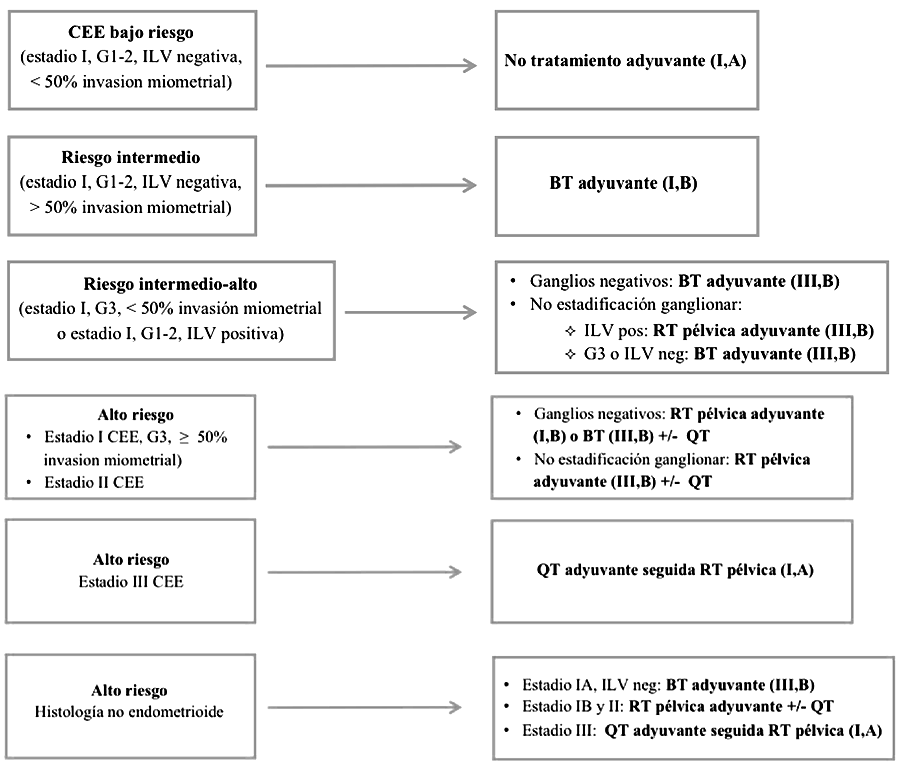 CEE bajo riesgo
(estadio I, G1-2, ILV negativa,
< 50% invasion miometrial)
No tratamiento adyuvante (I,A)
Riesgo intermedio
(estadio I, G1-2, ILV negativa,
> 50% invasion miometrial)
BT adyuvante (I,B)
Riesgo intermedio-alto
(estadio I, G3, < 50% invasión miometrial
o estadio I, G1-2, ILV positiva)
• Ganglios negativos: BT adyuvante (III,B)
• No estadificación ganglionar:
✧ ILV pos: RT pélvica adyuvante (III,B)
✧ G3 o ILV neg: BT adyuvante (III,B)
Alto riesgo
• Estadio I CEE, G3, ≥ 50%
invasion miometrial)
• Estadio II CEE
• Ganglios negativos: RT pélvica adyuvante
(I,B) o BT (III,B) +/- QT
• No estadificación ganglionar: RT pélvica
adyuvante (III,B) +/- QT
Alto riesgo
Estadio III CEE
QT adyuvante seguida RT pélvica (I,A)
Alto riesgo
Histología no endometrioide
• Estadio IA, ILV neg: BT adyuvante (III,B)
• Estadio IB y II: RT pélvica adyuvante +/- QT
• Estadio III: QT adyuvante seguida RT pélvica (I,A)